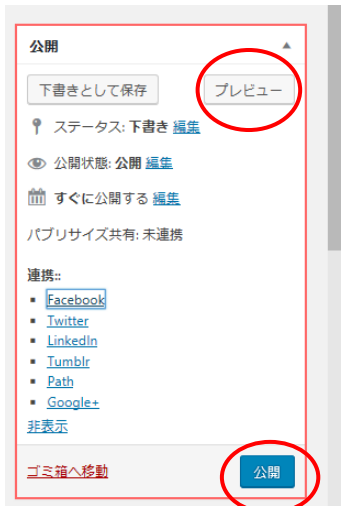 公開
下書きとして保存 プレビュー
ステータス: 下書き 編集
公開状態: 公開 編集
すぐに公開する 編集
パブリサイズ共有: 未連携
連携::
Facebook
Twitter
LinkedIn
Tumblr
Path
Google+
非表示
ゴミ箱へ移動 公開